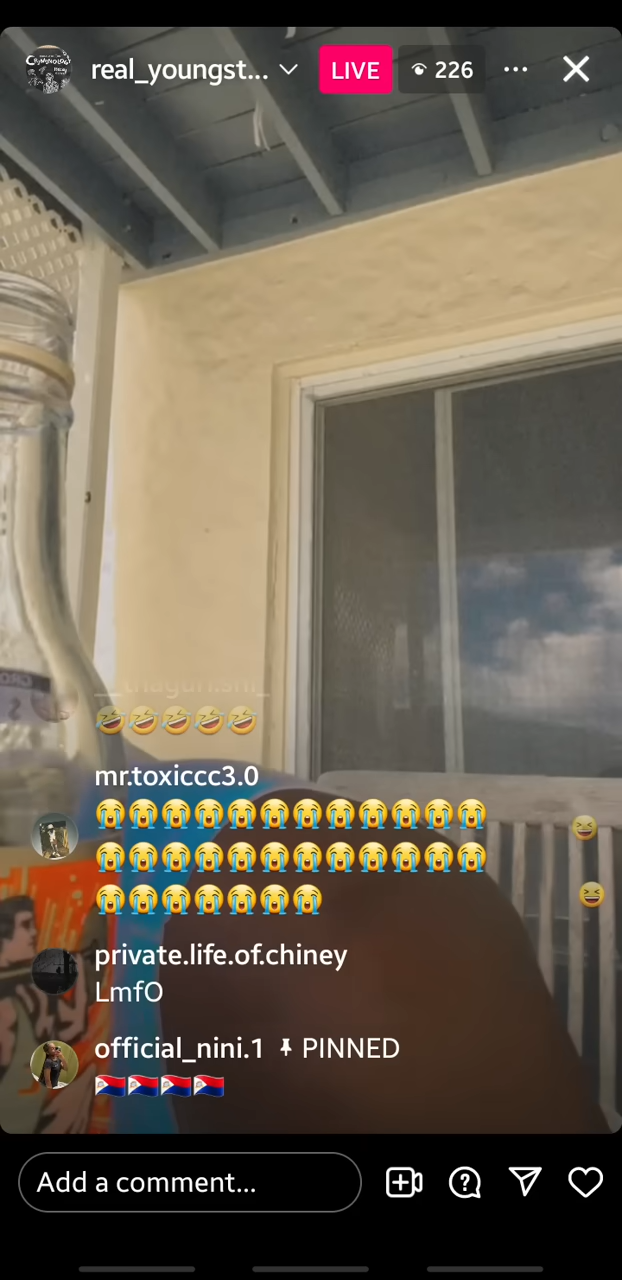 real_youngst...
LIVE
226
😂😂😂😂😂
mr.toxiccc3.0
😭😭😭😭😭😭😭😭😭😭😭😭
😭😭😭😭😭😭😭😭😭😭😭😭
😭😭😭😭😭😭😭
private.life.of.chiney
LmfO
official_nini.1 📌 PINNED
🇸🇽🇸🇽🇸🇽🇸🇽
Add a comment...